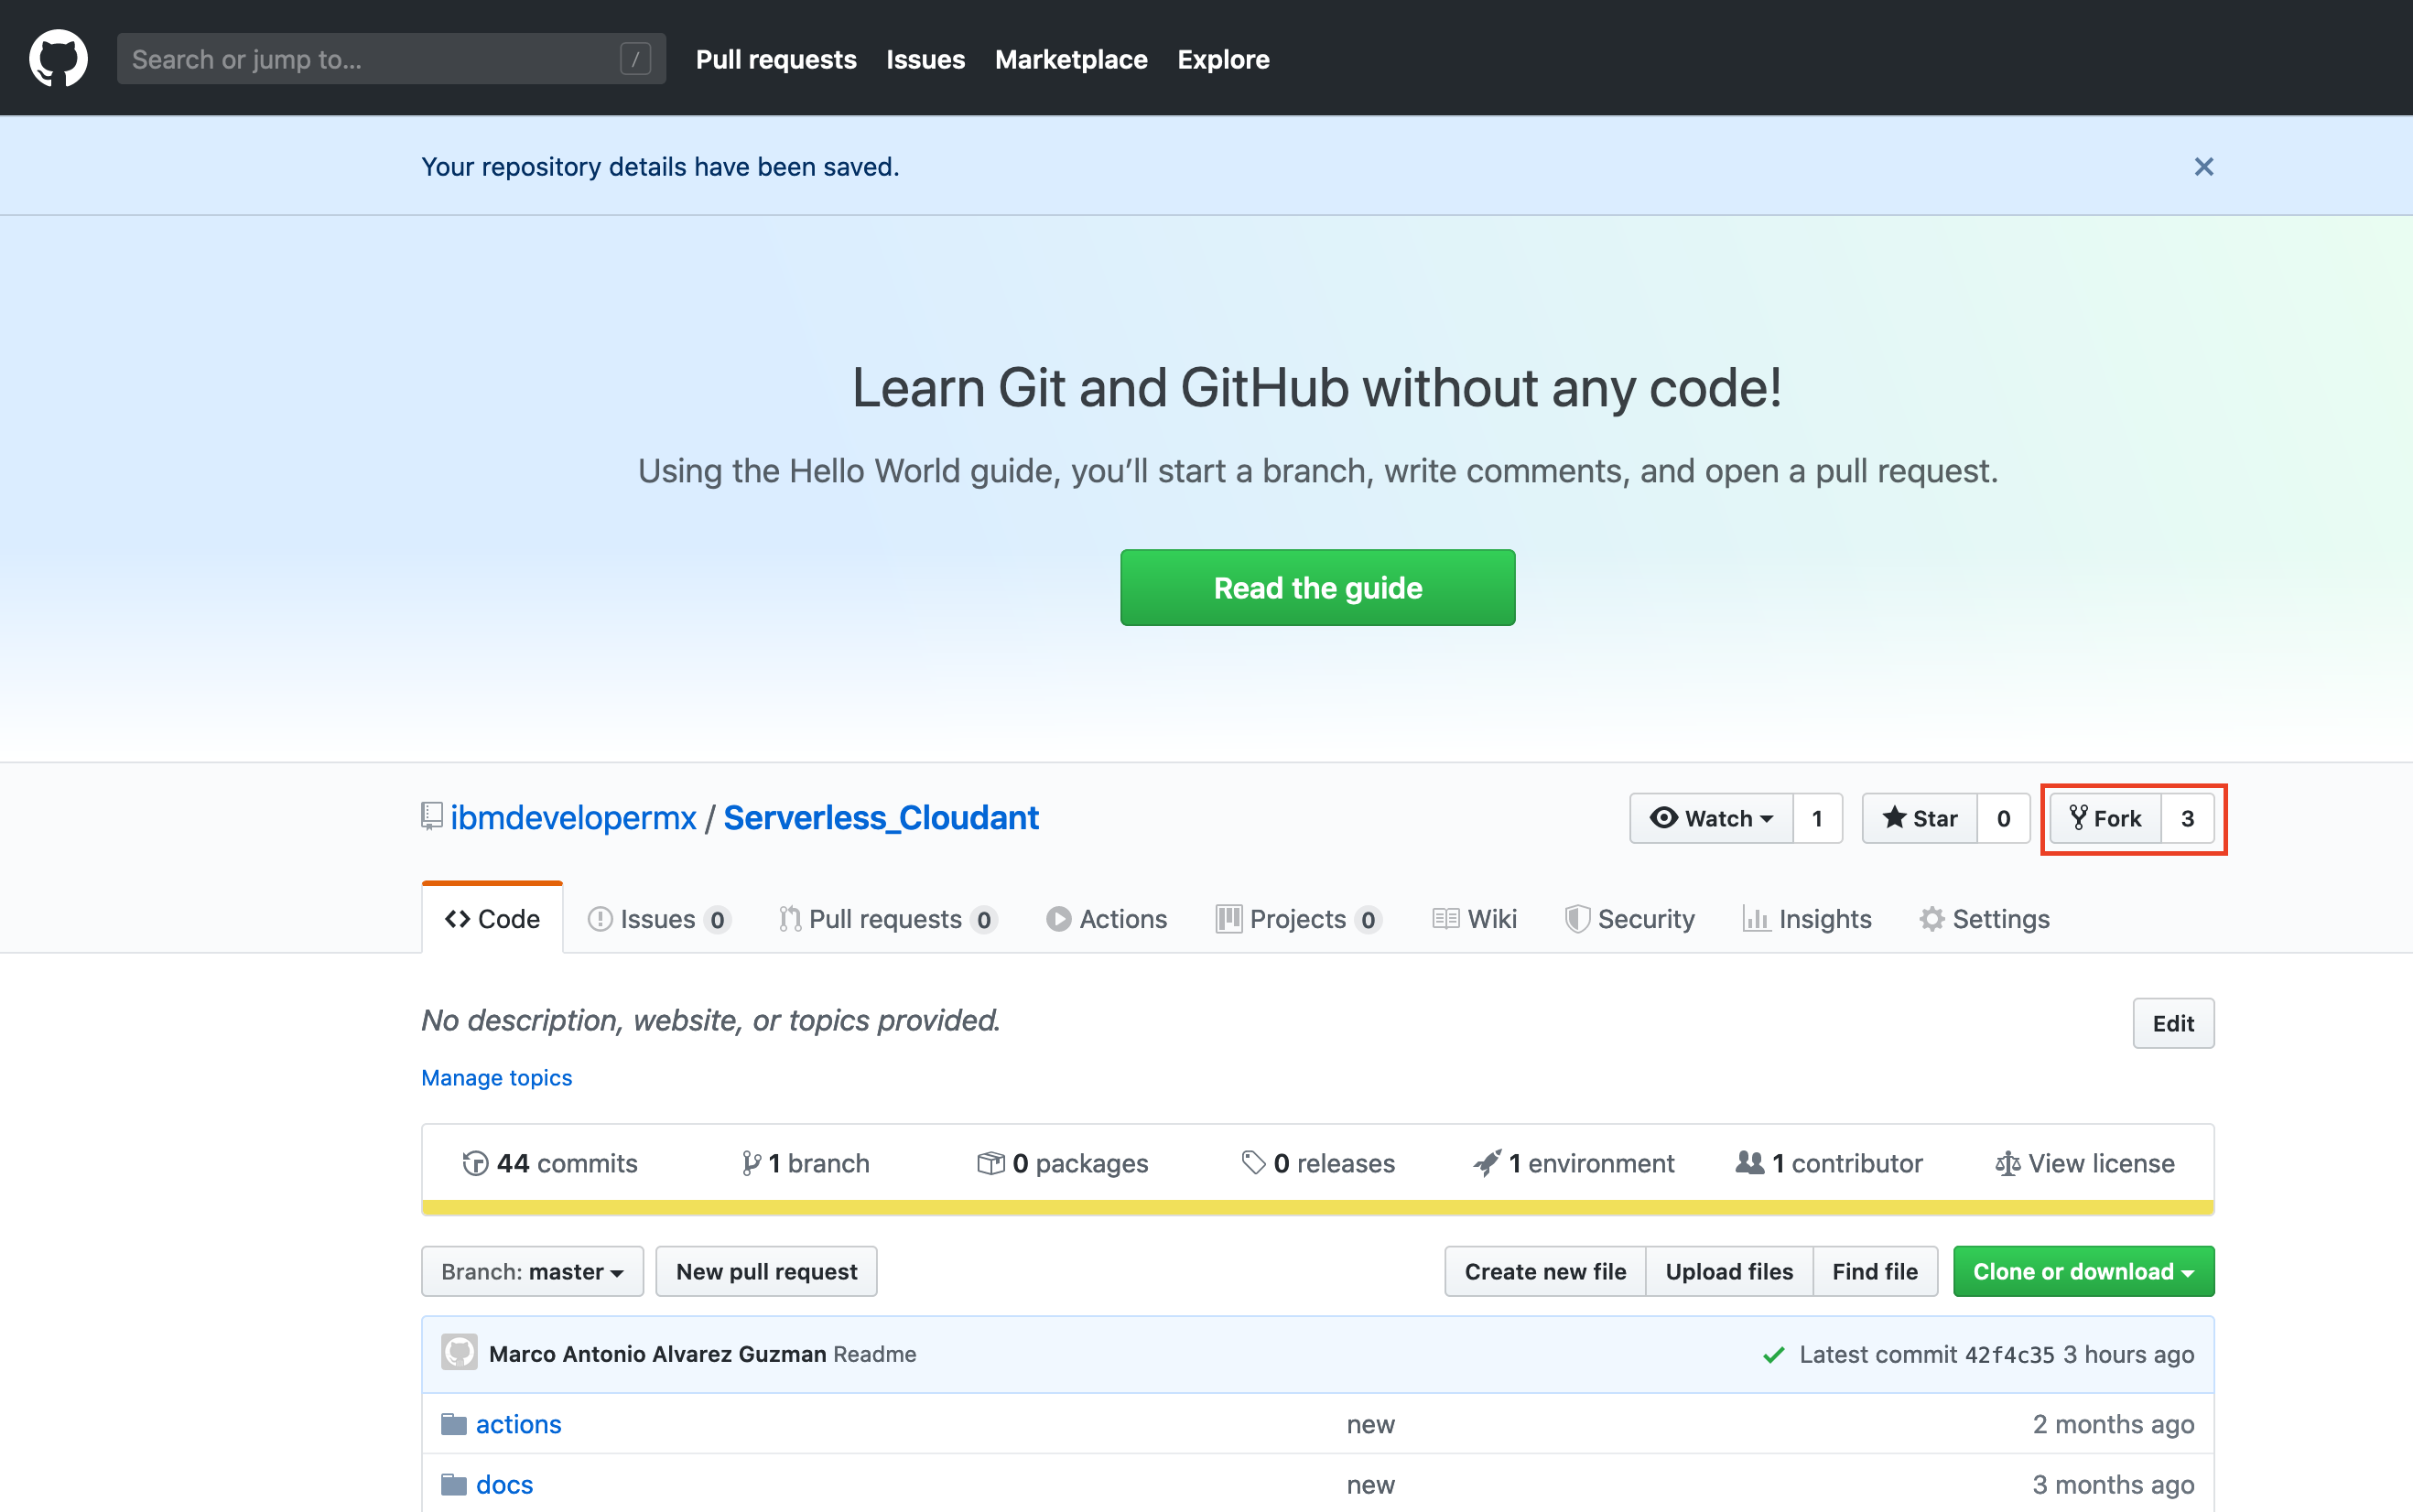 Search or jump to... / Pull requests Issues Marketplace Explore
Your repository details have been saved.
Learn Git and GitHub without any code!
Using the Hello World guide, you’ll start a branch, write comments, and open a pull request.
Read the guide
ibmdevelopermx / Serverless_Cloudant Watch 1 Star 0 Fork 3
Code Issues 0 Pull requests 0 Actions Projects 0 Wiki Security Insights Settings
No description, website, or topics provided. Edit
Manage topics
44 commits 1 branch 0 packages 0 releases 1 environment 1 contributor View license
Branch: master New pull request Create new file Upload files Find file Clone or download
Marco Antonio Alvarez Guzman Readme Latest commit 42f4c35 3 hours ago
actions new 2 months ago
docs new 3 months ago